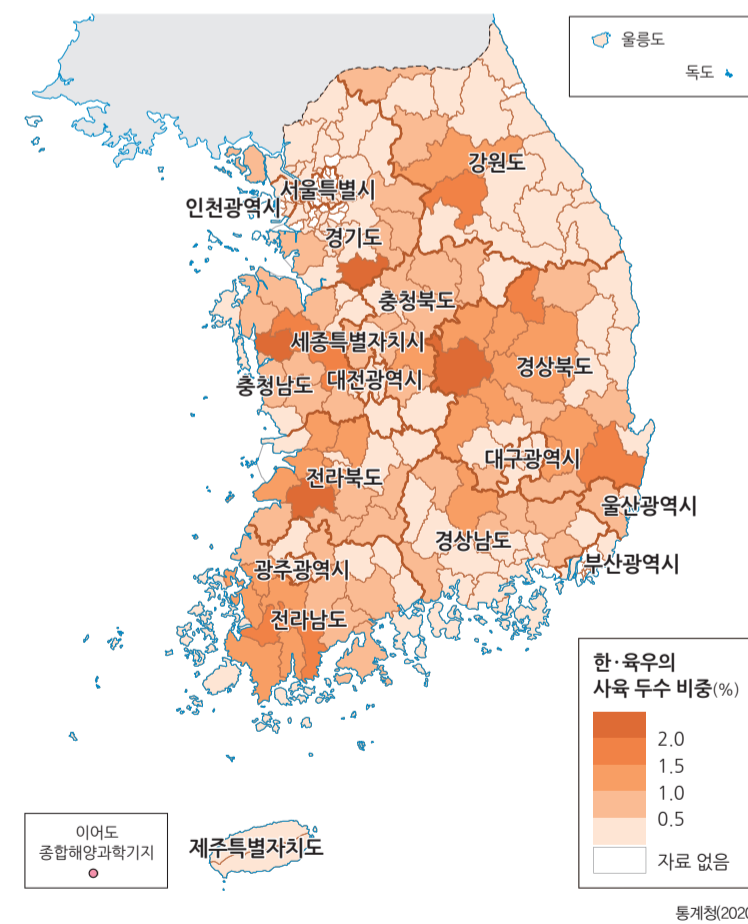 울릉도
독도
강원도
서울특별시
인천광역시
경기도
충청북도
세종특별자치시
경상북도
대전광역시
충청남도
대구광역시
전라북도
울산광역시
경상남도
부산광역시
광주광역시
전라남도
한·육우의
사육 두수 비중(%)
2.0
1.5
1.0
0.5
자료 없음
이어도
종합해양과학기지
제주특별자치도
통계청(2020